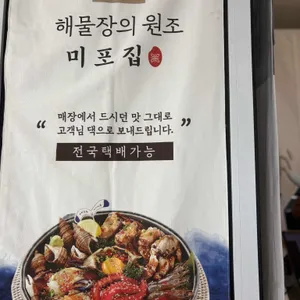 해물장의 원조
미포집
“ 매장에서 드시던 맛 그대로
고객님 댁으로 보내드립니다. ”
전국택배가능